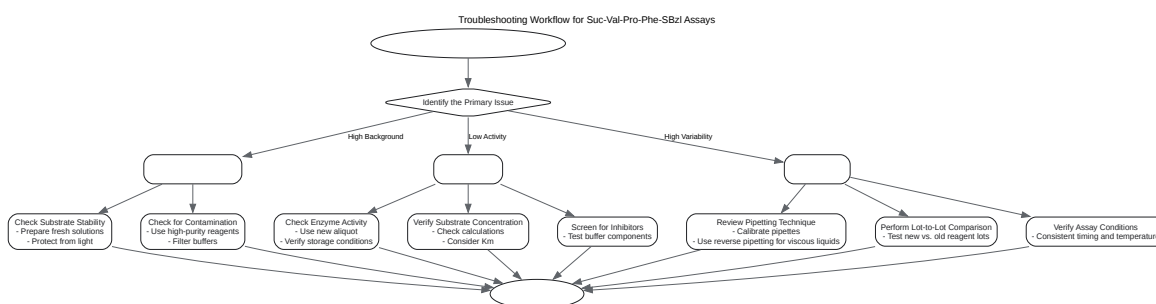 Troubleshooting Workflow for Suc-Val-Pro-Phe-SBzl Assays
Identify the Primary Issue
High Background
Low Activity
High Variability
Check Substrate Stability
- Prepare fresh solutions
- Protect from light
Check for Contamination
- Use high-purity reagents
- Filter buffers
Check Enzyme Activity
- Use new aliquot
- Verify storage conditions
Verify Substrate Concentration
- Check calculations
- Consider Km
Screen for Inhibitors
- Test buffer components
Review Pipetting Technique
- Calibrate pipettes
- Use reverse pipetting for viscous liquids
Perform Lot-to-Lot Comparison
- Test new vs. old reagent lots
Verify Assay Conditions
- Consistent timing and temperature